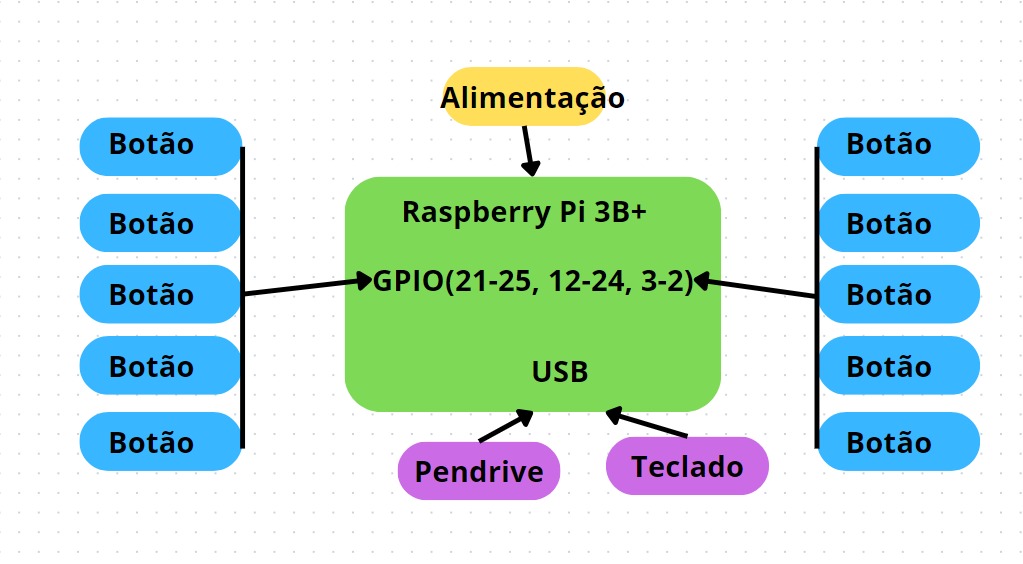 Alimentação
Botão
Botão
Botão
Botão
Botão
Raspberry Pi 3B+
GPIO(21-25, 12-24, 3-2)
USB
Botão
Botão
Botão
Botão
Botão
Pendrive
Teclado